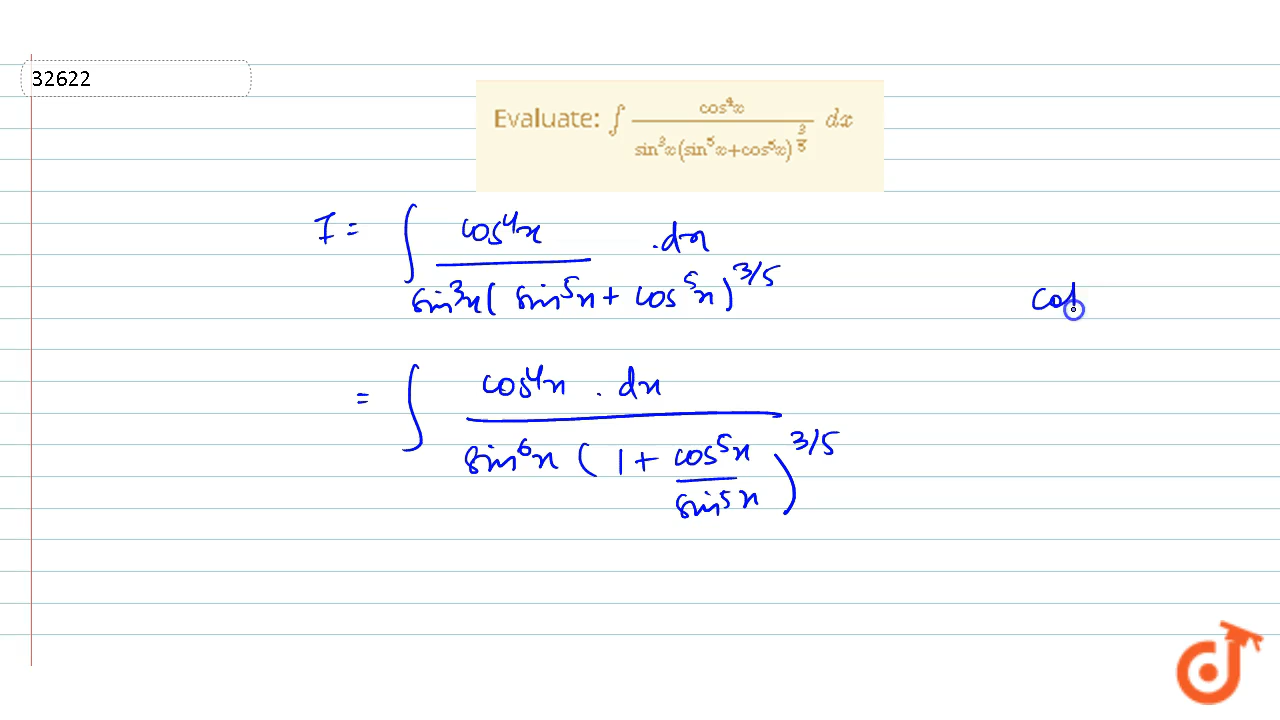 32622
Evaluate: ∫ cos⁴x / sin³x(sin⁵x+cos⁵x)^(3/5) dx
I = ∫ cos⁴x / sin³x( sin⁵x + cos⁵x)^(3/5) .dx
cot
= ∫ cos⁴x . dx / sin⁶x ( 1 + cos⁵x / sin⁵x )^(3/5)